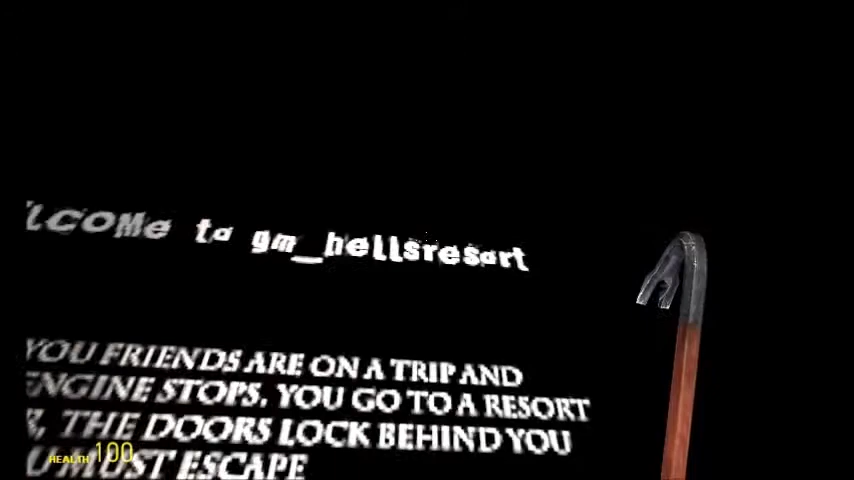 LCOMe to gm_hellsresort
YOU FRIENDS ARE ON A TRIP AND
ENGINE STOPS. YOU GO TO A RESORT
, THE DOORS LOCK BEHIND YOU
U MUST ESCAPE
HEALTH 100